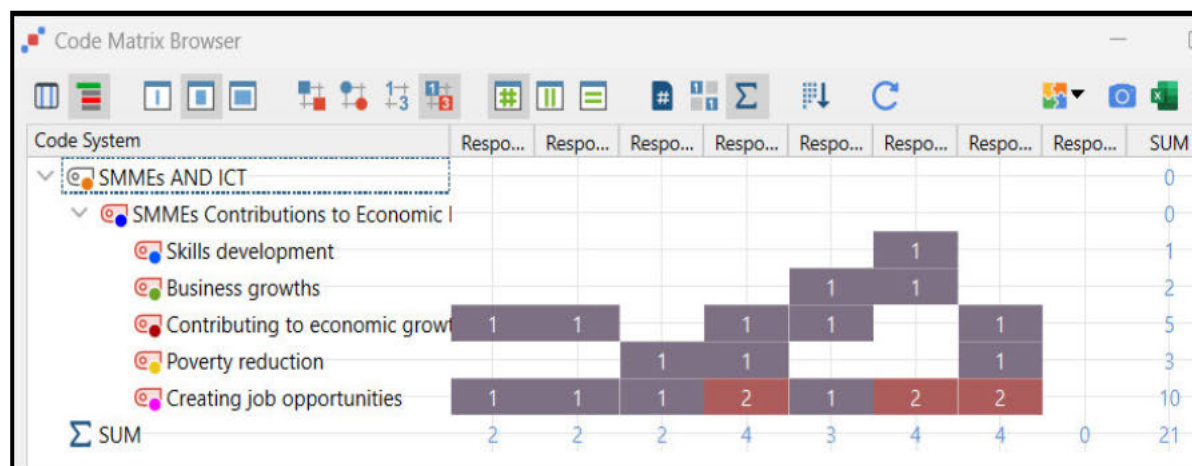 Code Matrix Browser
Code System Respo... Respo... Respo... Respo... Respo... Respo... Respo... Respo... SUM
SMMEs AND ICT 0
SMMEs Contributions to Economic 0
Skills development 1 1
Business growths 1 1 2
Contributing to economic growt 1 1 1 1 1 5
Poverty reduction 1 1 1 3
Creating job opportunities 1 1 1 2 1 2 2 10
Σ SUM 2 2 2 4 3 4 4 0 21